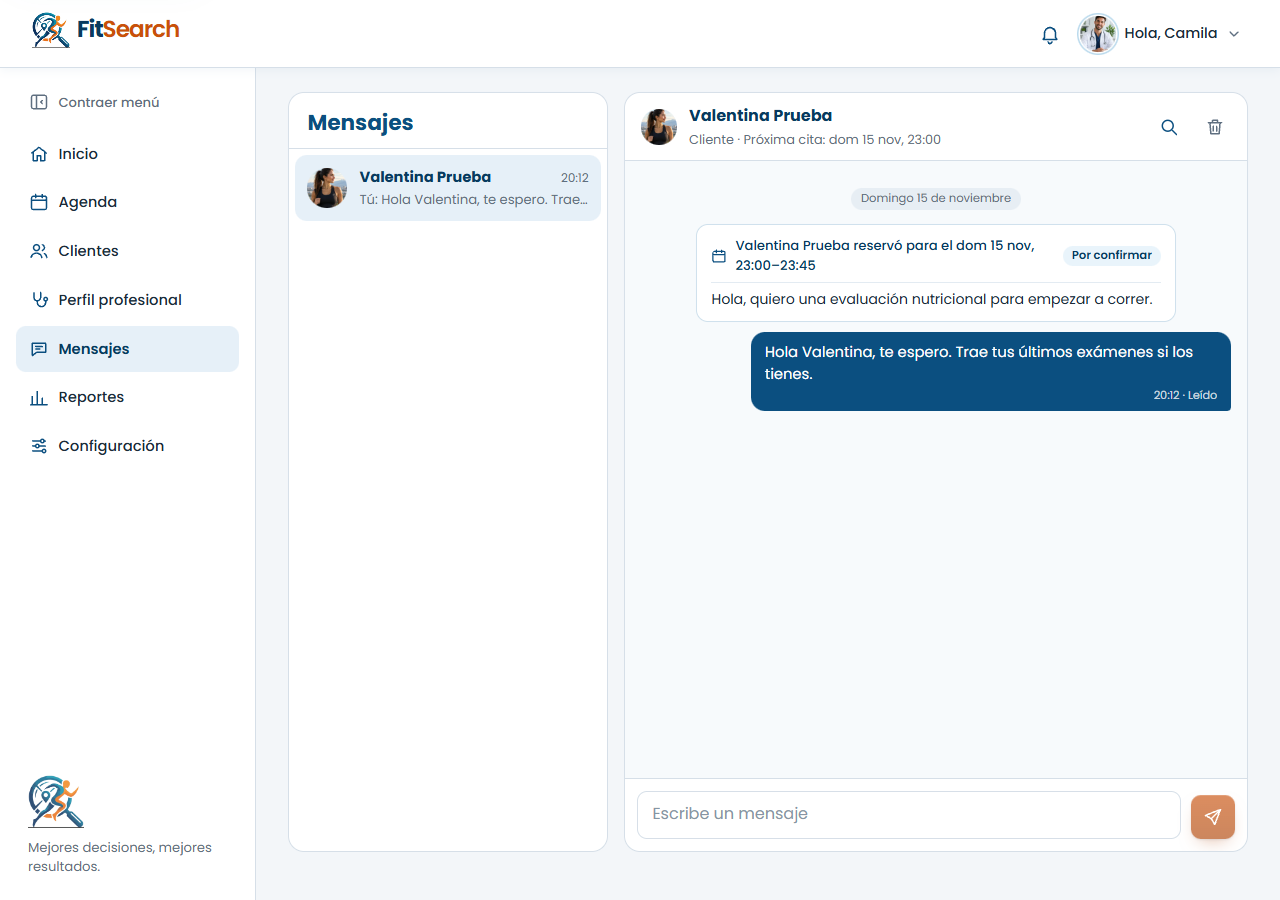 FitSearch
Hola, Camila
Contraer menú
Inicio
Agenda
Clientes
Perfil profesional
Mensajes
Reportes
Configuración
Mejores decisiones, mejores
resultados.
Mensajes
Valentina Prueba
20:12
Tú: Hola Valentina, te espero. Trae...
Valentina Prueba
Cliente · Próxima cita: dom 15 nov, 23:00
Domingo 15 de noviembre
Valentina Prueba reservó para el dom 15 nov,
23:00–23:45
Por confirmar
Hola, quiero una evaluación nutricional para empezar a correr.
Hola Valentina, te espero. Trae tus últimos exámenes si los
tienes.
20:12 · Leído
Escribe un mensaje